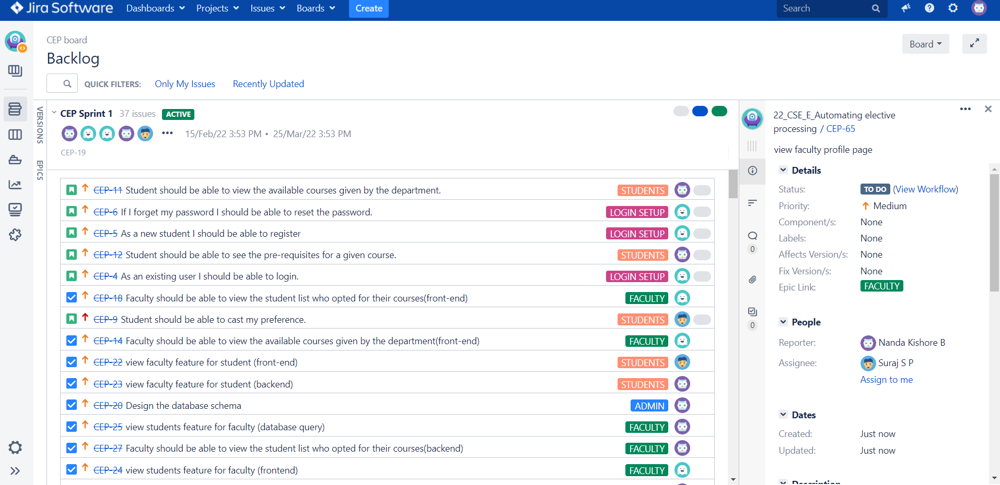 Jira Software Dashboards Projects Issues Boards Create Search
CEP board
Backlog
Board
QUICK FILTERS: Only My Issues Recently Updated
VERSIONS
EPICS
CEP Sprint 1 37 issues ACTIVE
15/Feb/22 3:53 PM • 25/Mar/22 3:53 PM
CEP-19
CEP-11 Student should be able to view the available courses given by the department. STUDENTS
CEP-6 If I forget my password I should be able to reset the password. LOGIN SETUP
CEP-5 As a new student I should be able to register LOGIN SETUP
CEP-12 Student should be able to see the pre-requisites for a given course. STUDENTS
CEP-4 As an existing user I should be able to login. LOGIN SETUP
CEP-18 Faculty should be able to view the student list who opted for their courses(front-end) FACULTY
CEP-9 Student should be able to cast my preference. STUDENTS
CEP-14 Faculty should be able to view the available courses given by the department(front-end) FACULTY
CEP-22 view faculty feature for student (front-end) STUDENTS
CEP-23 view faculty feature for student (backend) STUDENTS
CEP-20 Design the database schema ADMIN
CEP-25 view students feature for faculty (database query) FACULTY
CEP-27 Faculty should be able to view the student list who opted for their courses(backend) FACULTY
CEP-24 view students feature for faculty (frontend) FACULTY
0
0
22_CSE_E_Automating elective
processing / CEP-65
view faculty profile page
Details
Status: TO DO (View Workflow)
Priority: Medium
Component/s: None
Labels: None
Affects Version/s: None
Fix Version/s: None
Epic Link: FACULTY
People
Reporter: Nanda Kishore B
Assignee: Suraj S P
Assign to me
Dates
Created: Just now
Updated: Just now
Description